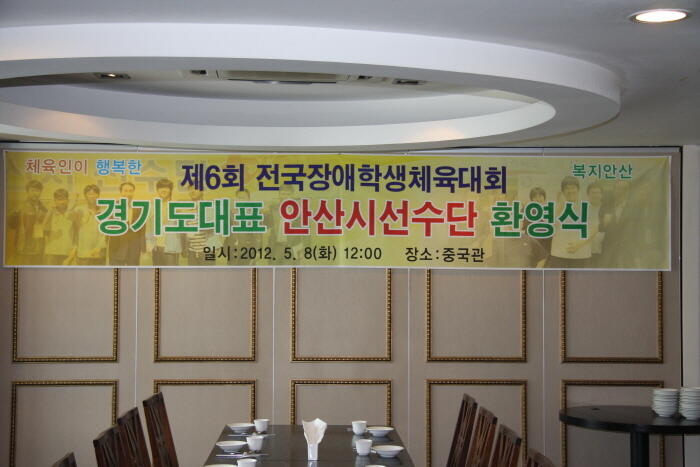 체육인이 행복한
제6회 전국장애학생체육대회
복지안산
경기도대표 안산시선수단 환영식
일시:2012. 5. 8(화) 12:00 장소:중국관